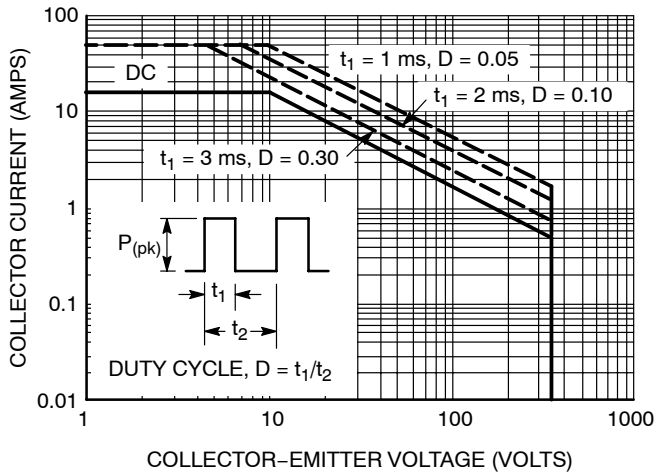 COLLECTOR CURRENT (AMPS)
100
10
1
0.1
0.01
DC
t₁ = 1 ms, D = 0.05
t₁ = 2 ms, D = 0.10
t₁ = 3 ms, D = 0.30
P(pk)
t₁
t₂
DUTY CYCLE, D = t₁/t₂
1
10
100
1000
COLLECTOR−EMITTER VOLTAGE (VOLTS)